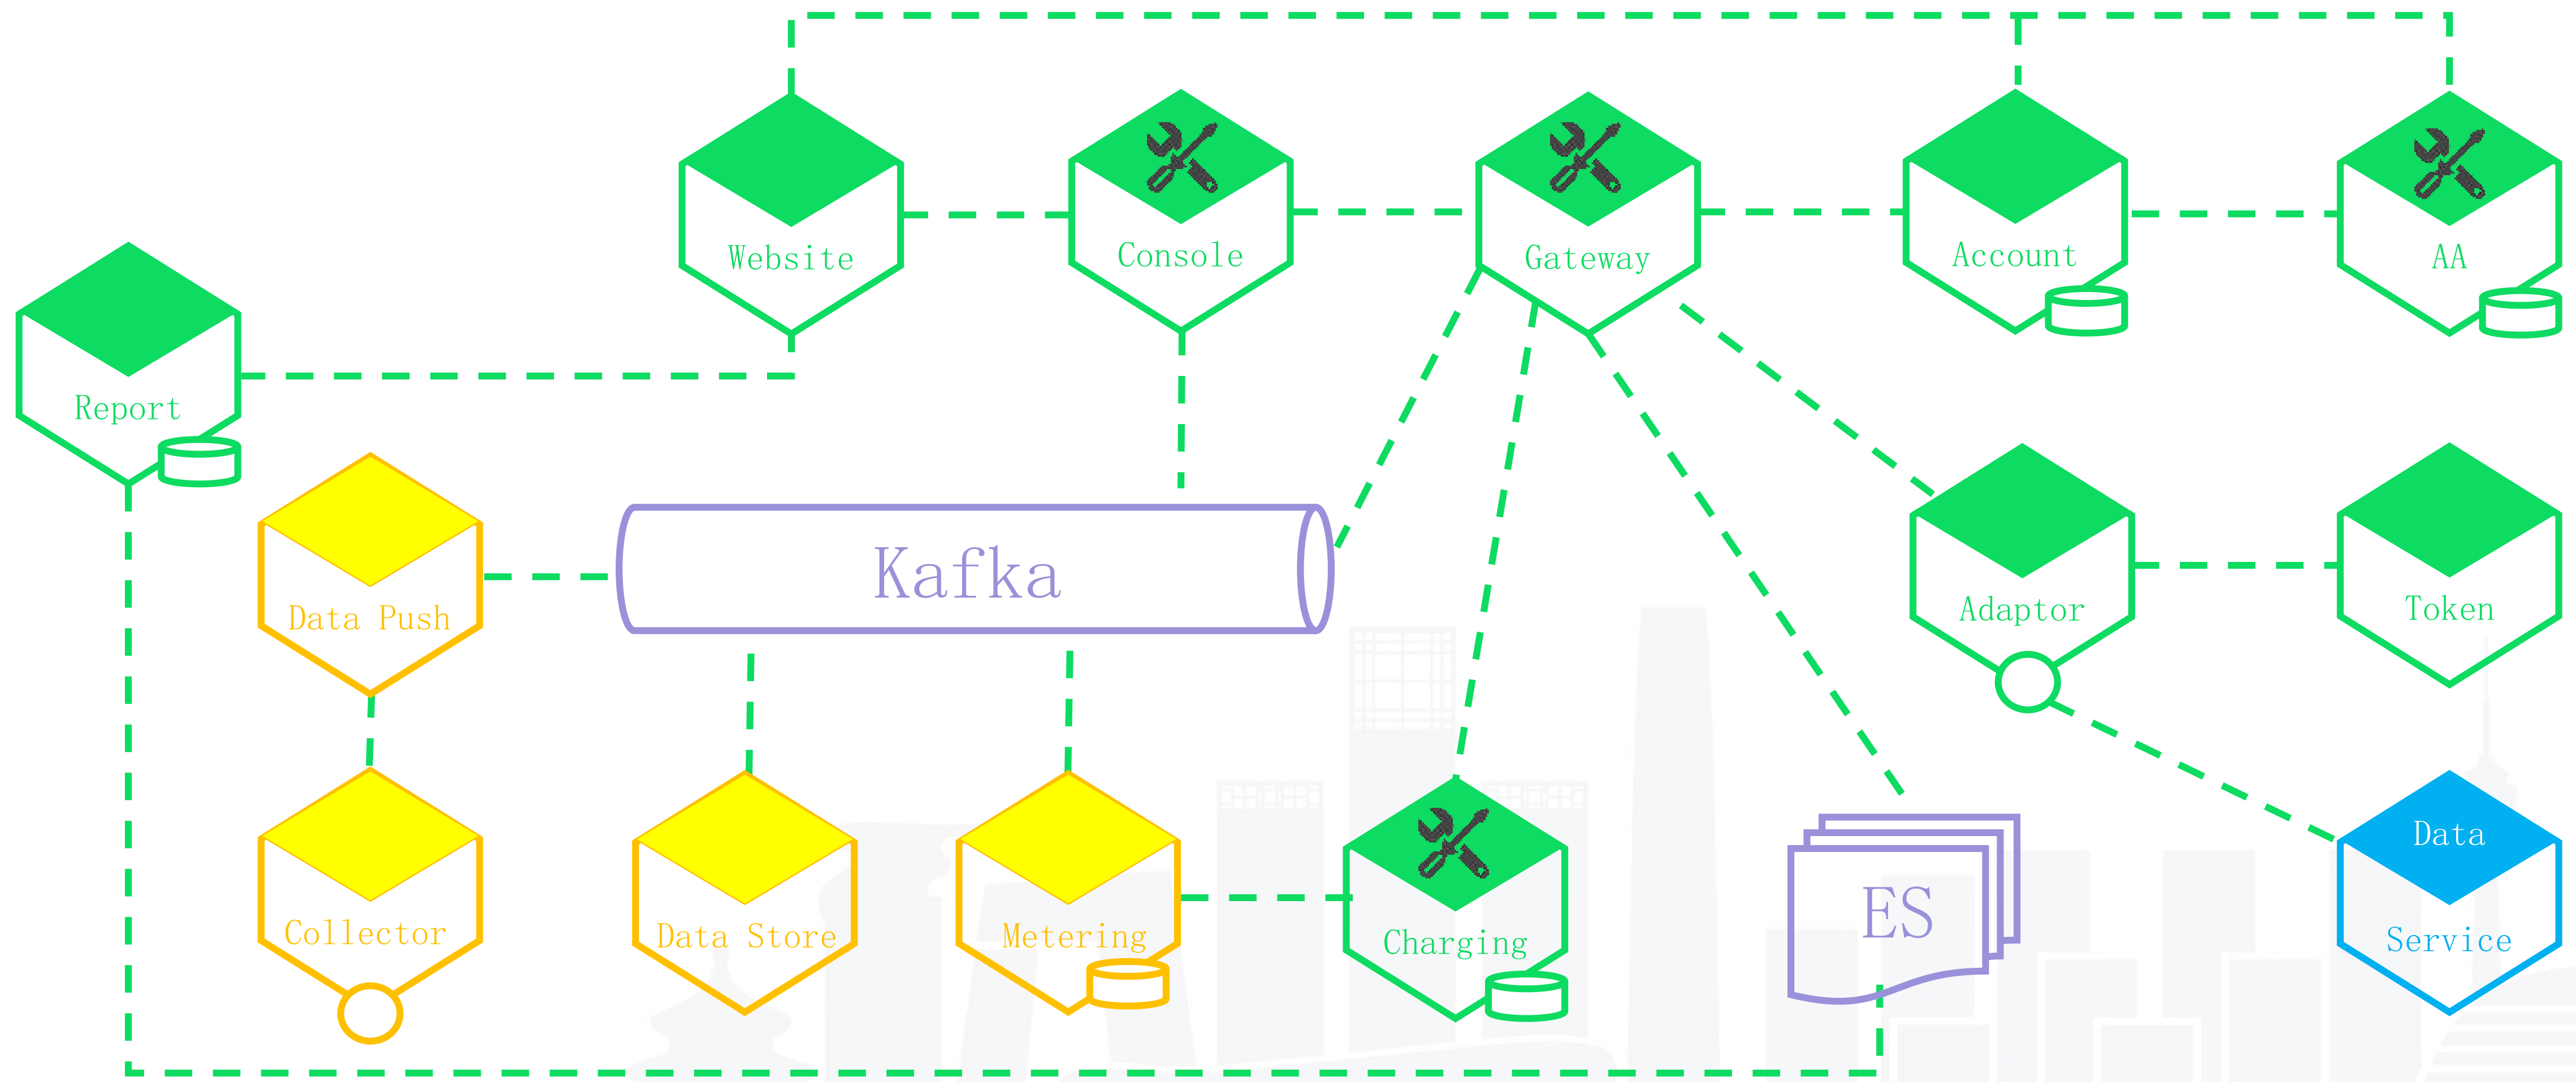 Website
Console
Gateway
Account
AA
Report
Data Push
Kafka
Adaptor
Token
Collector
Data Store
Metering
Charging
ES
Data
Service